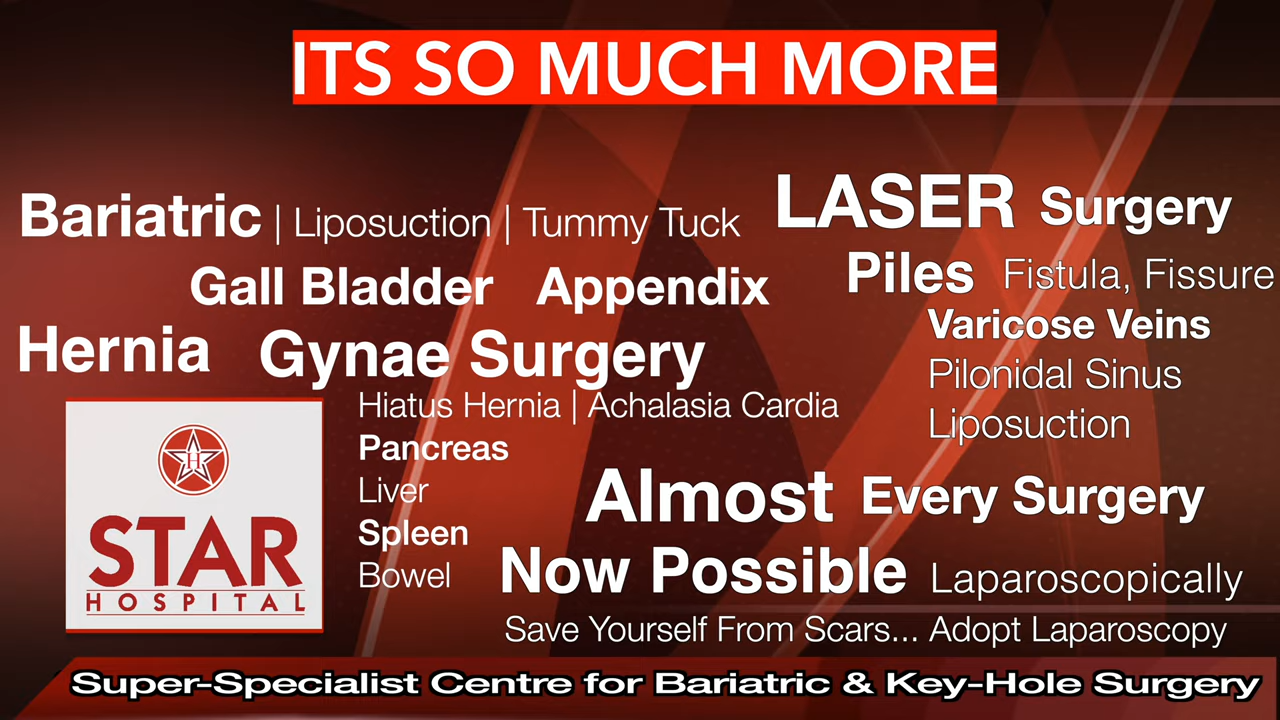 ITS SO MUCH MORE
Bariatric | Liposuction | Tummy Tuck
Gall Bladder Appendix
Hernia Gynae Surgery
Hiatus Hernia | Achalasia Cardia
Pancreas
Liver
Spleen
Bowel
LASER Surgery
Piles Fistula, Fissure
Varicose Veins
Pilonidal Sinus
Liposuction
Almost Every Surgery
Now Possible Laparoscopically
Save Yourself From Scars... Adopt Laparoscopy
H
STAR
HOSPITAL
Super-Specialist Centre for Bariatric & Key-Hole Surgery